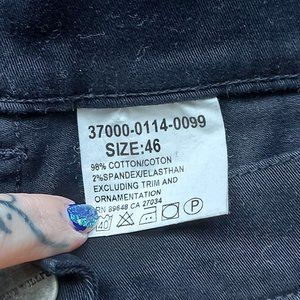 37000-0114-0099
SIZE:46
98% COTTON/COTON
2%SPANDEX/ELASTHAN
EXCLUDING TRIM AND
ORNAMENTATION
RN 89648 CA 27034
40 P